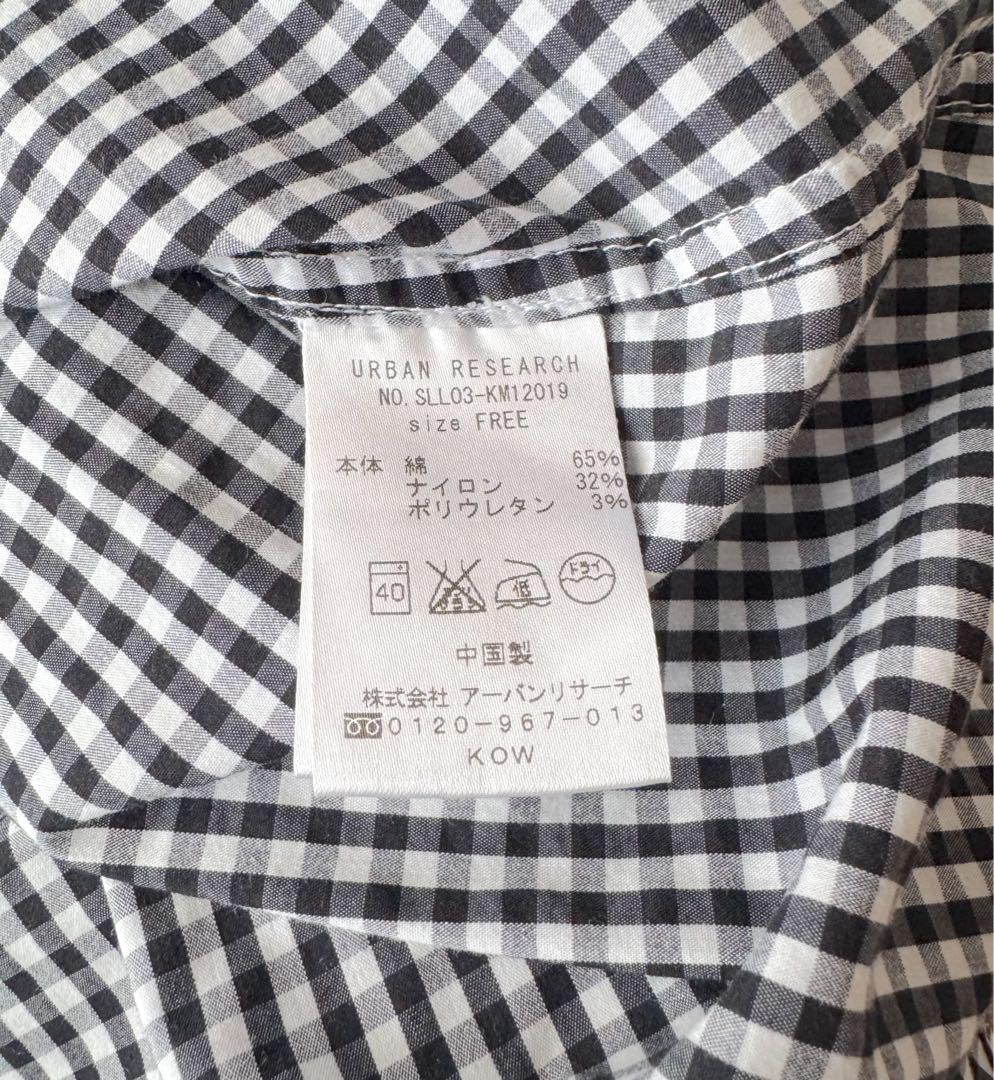 URBAN RESEARCH
NO. SLL03-KM12019
size FREE
本体 綿 65%
ナイロン 32%
ポリウレタン 3%
40 低 ドライ
中国製
株式会社 アーバンリサーチ
0120-967-013
KOW